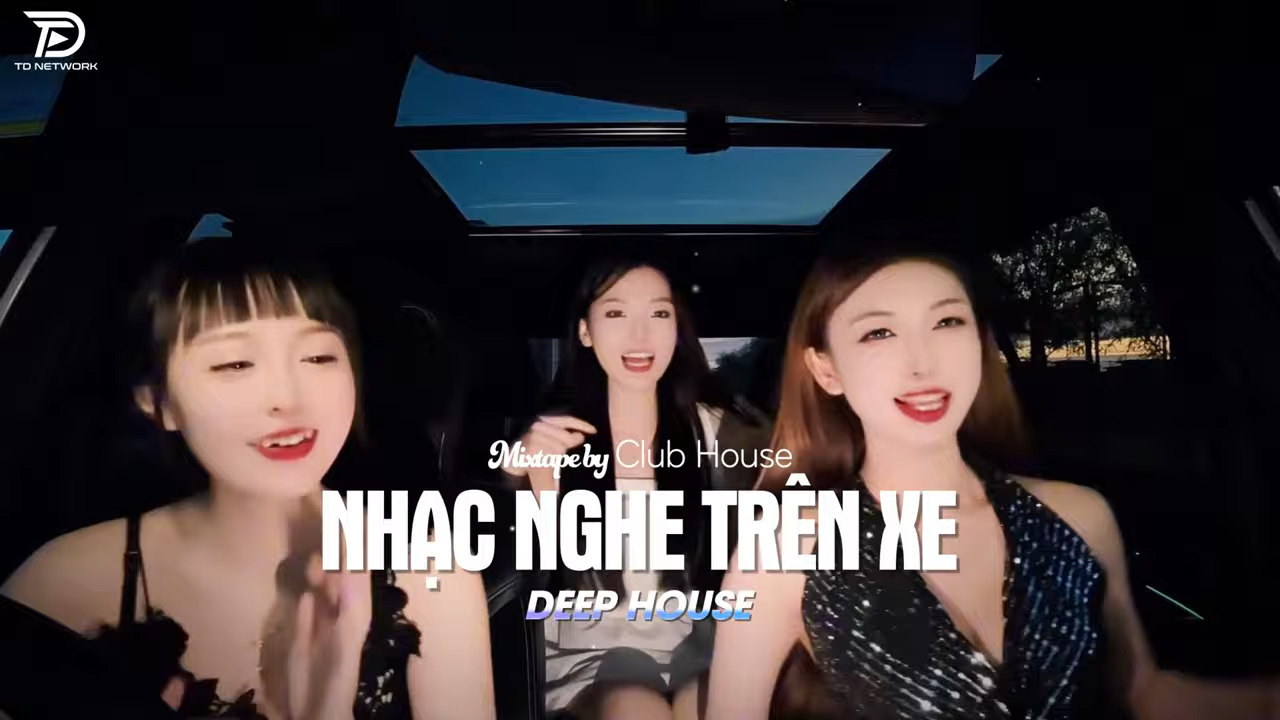 TD NETWORK
Mixtape by Club House
NHẠC NGHE TRÊN XE
DEEP HOUSE